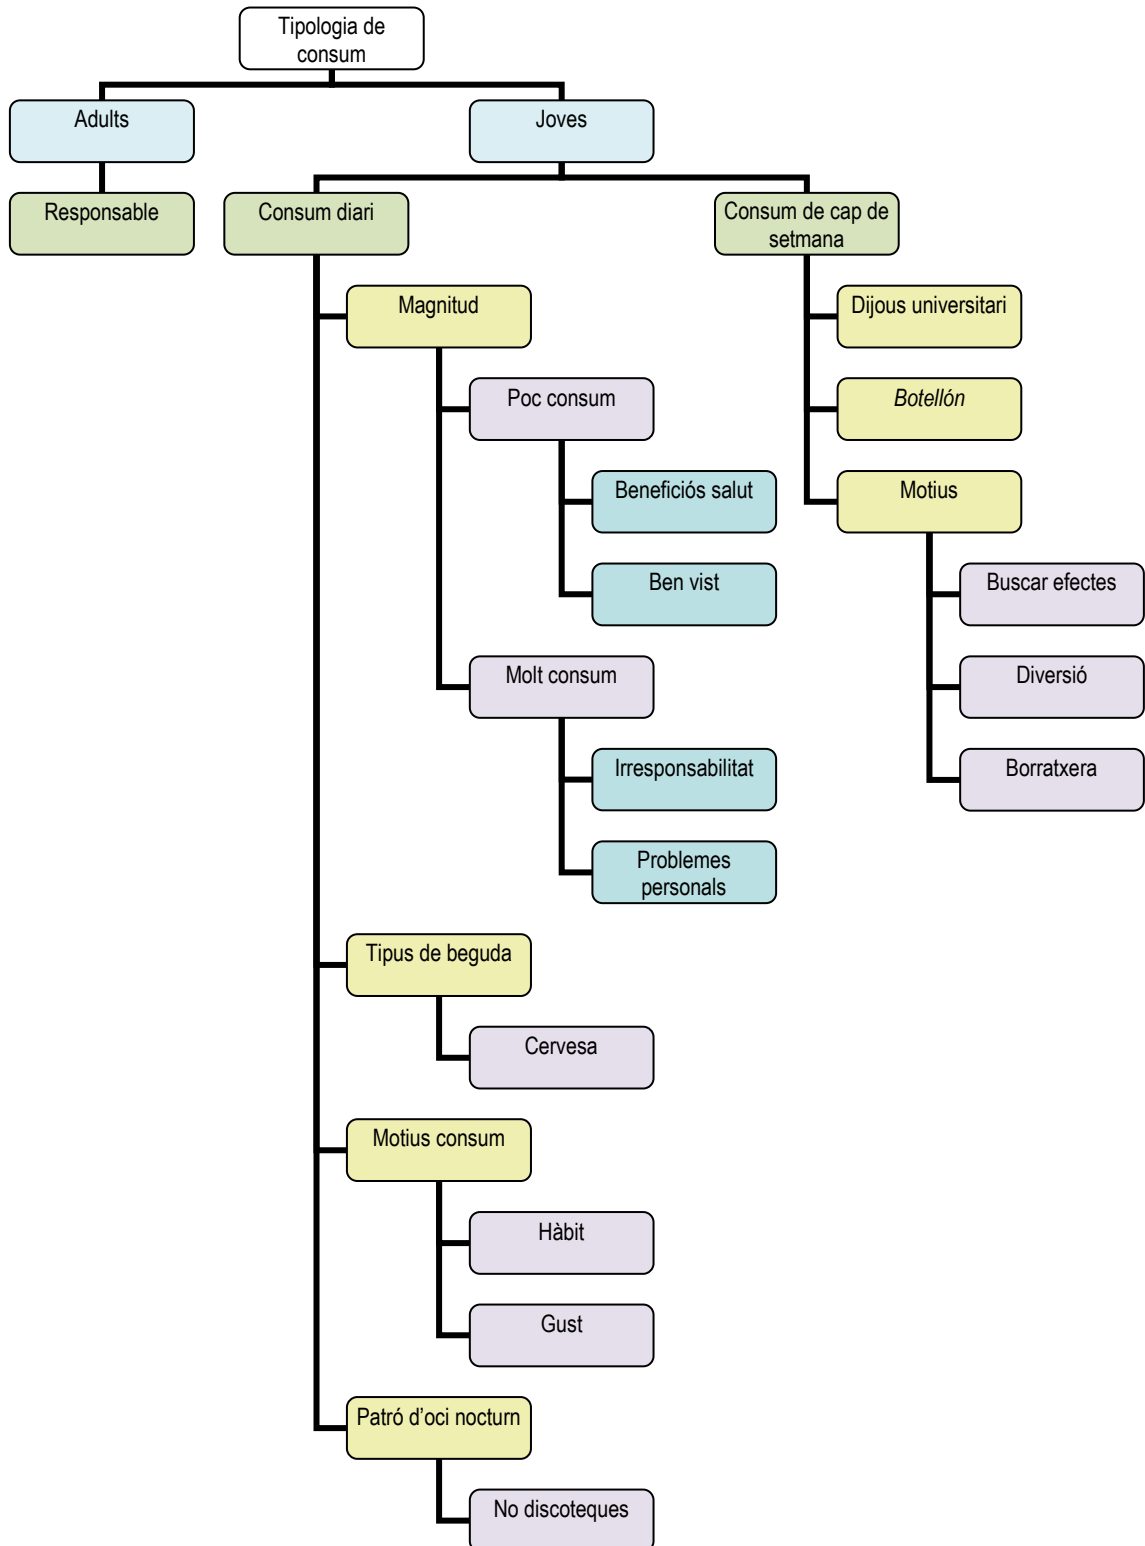 Tipologia de
consum
Adults
Joves
Responsable
Consum diari
Consum de cap de
setmana
Magnitud
Dijous universitari
Poc consum
Botellón
Beneficiós salut
Motius
Ben vist
Buscar efectes
Molt consum
Diversió
Irresponsabilitat
Borratxera
Problemes
personals
Tipus de beguda
Cervesa
Motius consum
Hàbit
Gust
Patró d’oci nocturn
No discoteques